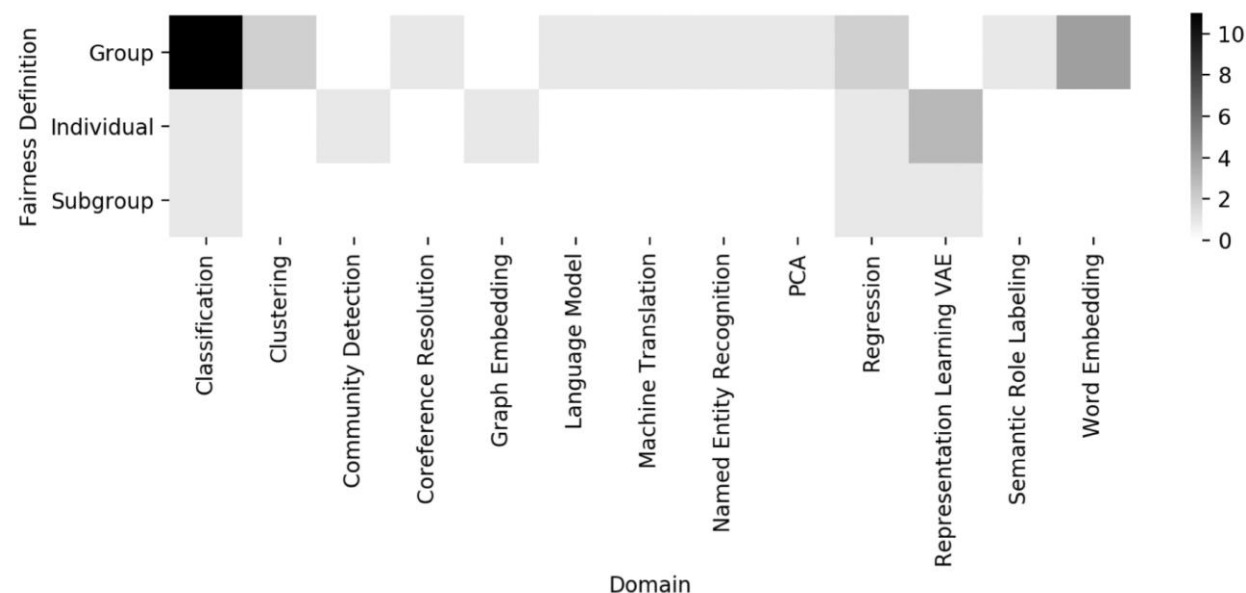 Fairness Definition
Group
Individual
Subgroup
Classification
Clustering
Community Detection
Coreference Resolution
Graph Embedding
Language Model
Machine Translation
Named Entity Recognition
PCA
Regression
Representation Learning VAE
Semantic Role Labeling
Word Embedding
Domain
10
8
6
4
2
0